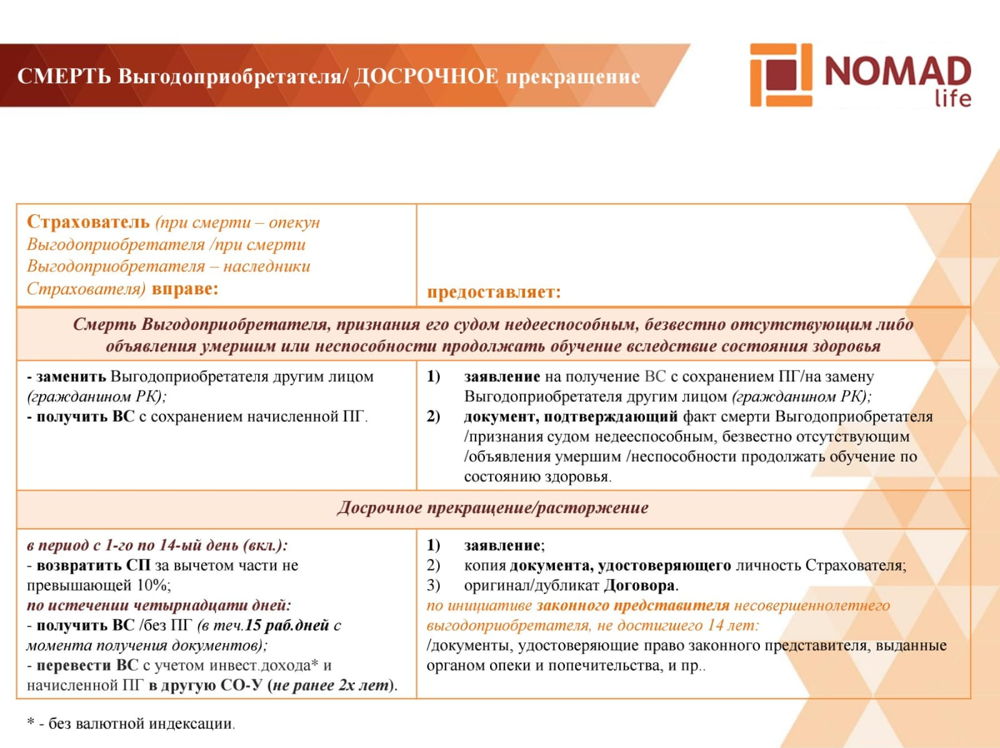 СМЕРТЬ Выгодоприобретателя/ ДОСРОЧНОЕ прекращение
NOMAD
life
Страхователь (при смерти – опекун
Выгодоприобретателя /при смерти
Выгодоприобретателя – наследники
Страхователя) вправе:
предоставляет:
Смерть Выгодоприобретателя, признания его судом недееспособным, безвестно отсутствующим либо
объявления умершим или неспособности продолжать обучение вследствие состояния здоровья
- заменить Выгодоприобретателя другим лицом
(гражданином РК);
- получить ВС с сохранением начисленной ПГ.
1) заявление на получение ВС с сохранением ПГ/на замену
Выгодоприобретателя другим лицом (гражданином РК);
2) документ, подтверждающий факт смерти Выгодоприобретателя
/признания судом недееспособным, безвестно отсутствующим
/объявления умершим /неспособности продолжать обучение по
состоянию здоровья.
Досрочное прекращение/расторжение
в период с 1-го по 14-ый день (вкл.):
- возвратить СП за вычетом части не
превышающей 10%;
по истечении четырнадцати дней:
- получить ВС /без ПГ (в теч.15 раб.дней с
момента получения документов);
- перевести ВС с учетом инвест.дохода* и
начисленной ПГ в другую СО-У (не ранее 2х лет).
1) заявление;
2) копия документа, удостоверяющего личность Страхователя;
3) оригинал/дубликат Договора.
по инициативе законного представителя несовершеннолетнего
выгодоприобретателя, не достигшего 14 лет:
/документы, удостоверяющие право законного представителя, выданные
органом опеки и попечительства, и пр..
* - без валютной индексации.